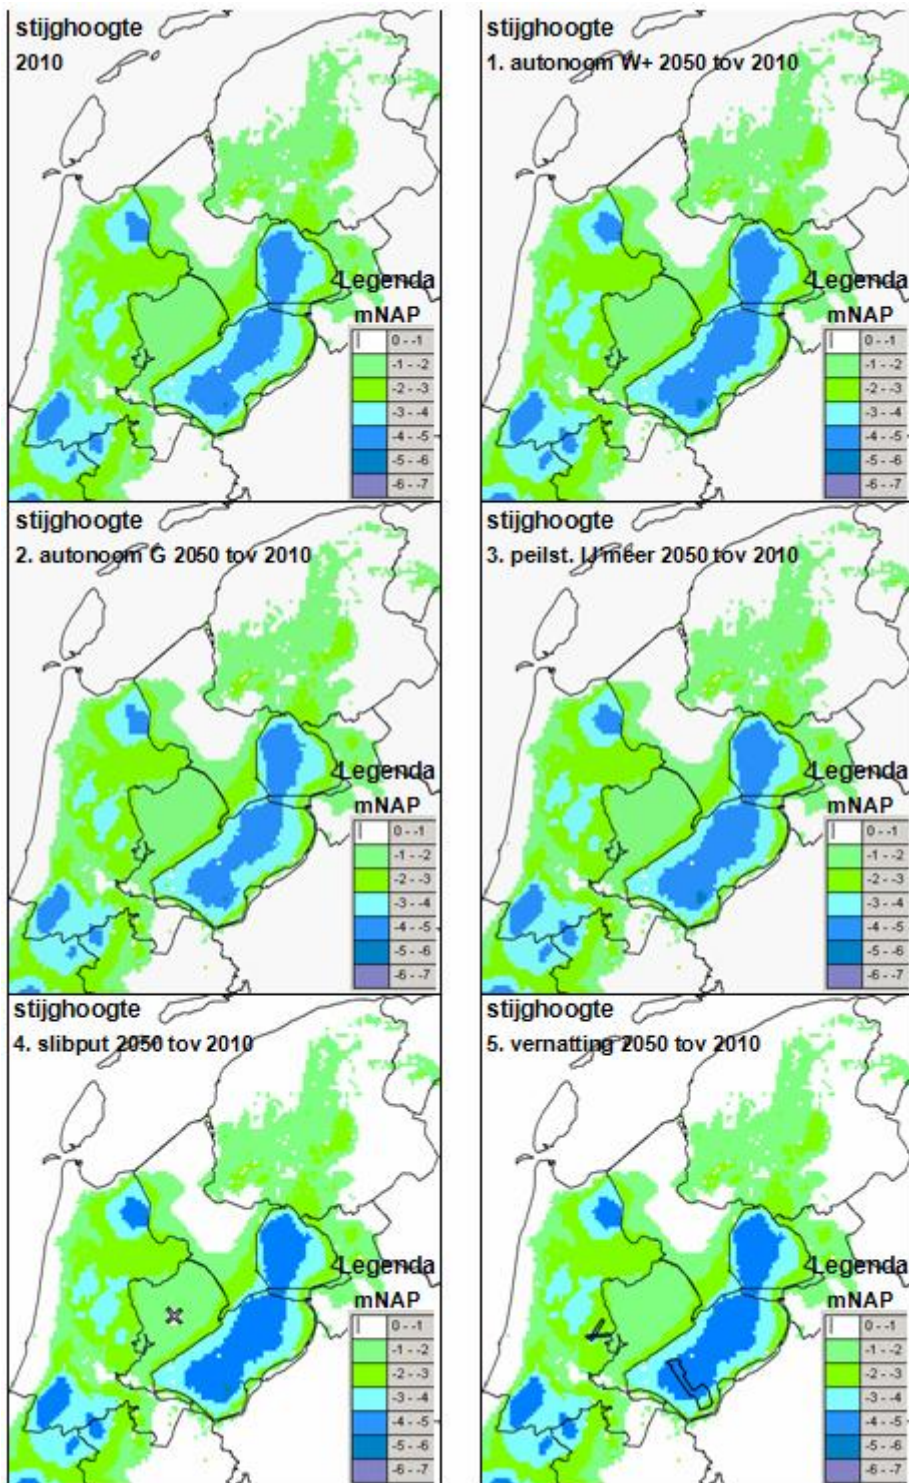 stijghoogte
2010
Legenda
mNAP
0 - -1
-1 - -2
-2 - -3
-3 - -4
-4 - -5
-5 - -6
-6 - -7
stijghoogte
1. autonoom W+ 2050 tov 2010
Legenda
mNAP
0 - -1
-1 - -2
-2 - -3
-3 - -4
-4 - -5
-5 - -6
-6 - -7
stijghoogte
2. autonoom G 2050 tov 2010
Legenda
mNAP
0 - -1
-1 - -2
-2 - -3
-3 - -4
-4 - -5
-5 - -6
-6 - -7
stijghoogte
3. peilst. IJ'meer 2050 tov 2010
Legenda
mNAP
0 - -1
-1 - -2
-2 - -3
-3 - -4
-4 - -5
-5 - -6
-6 - -7
stijghoogte
4. slibput 2050 tov 2010
Legenda
mNAP
0 - -1
-1 - -2
-2 - -3
-3 - -4
-4 - -5
-5 - -6
-6 - -7
stijghoogte
5. vernatting 2050 tov 2010
Legenda
mNAP
0 - -1
-1 - -2
-2 - -3
-3 - -4
-4 - -5
-5 - -6
-6 - -7